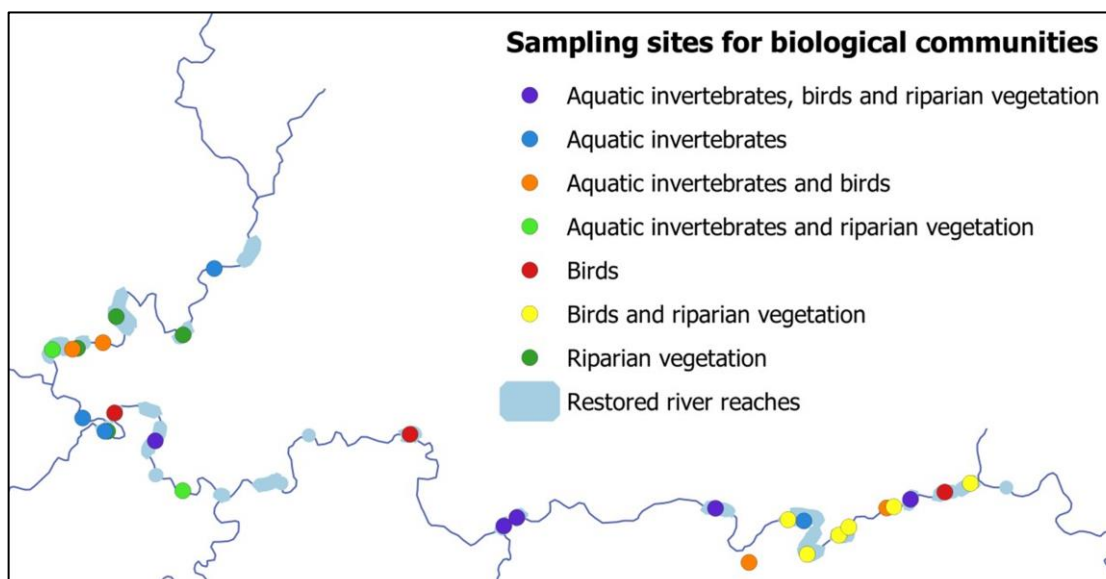 Sampling sites for biological communities
Aquatic invertebrates, birds and riparian vegetation
Aquatic invertebrates
Aquatic invertebrates and birds
Aquatic invertebrates and riparian vegetation
Birds
Birds and riparian vegetation
Riparian vegetation
Restored river reaches